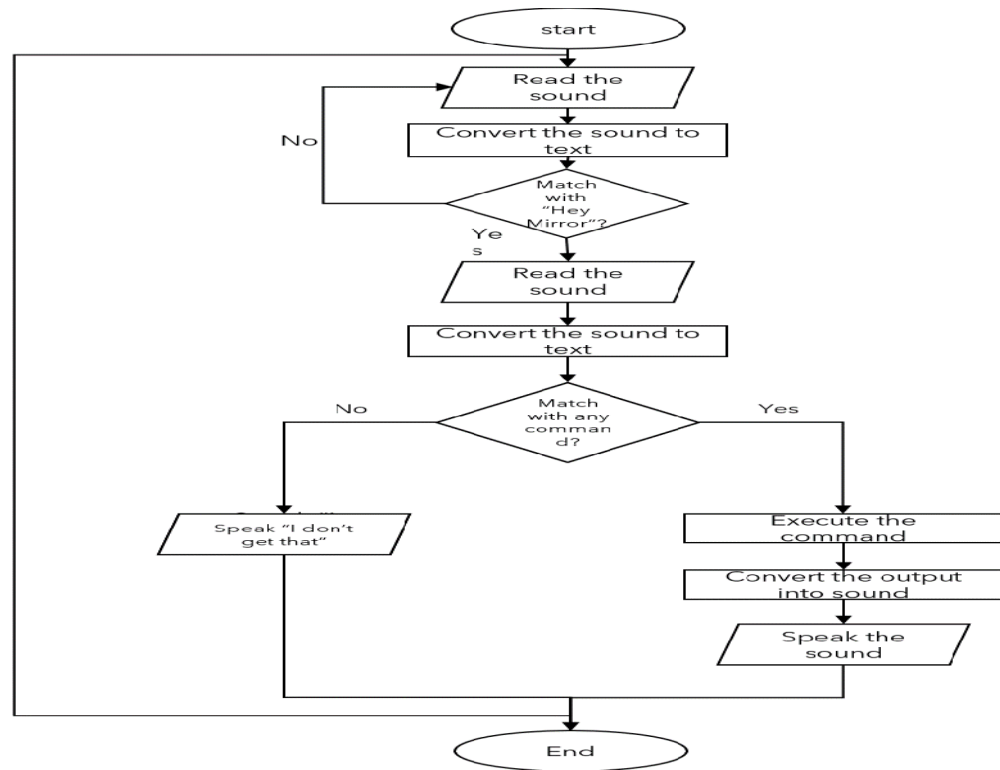 start
Read the
sound
Convert the sound to
text
No
Match
with
"Hey
Mirror"?
Ye
s
Read the
sound
Convert the sound to
text
Match
with any
comman
d?
No
Yes
Speak "I don't
get that"
Execute the
command
Convert the output
into sound
Speak the
sound
End